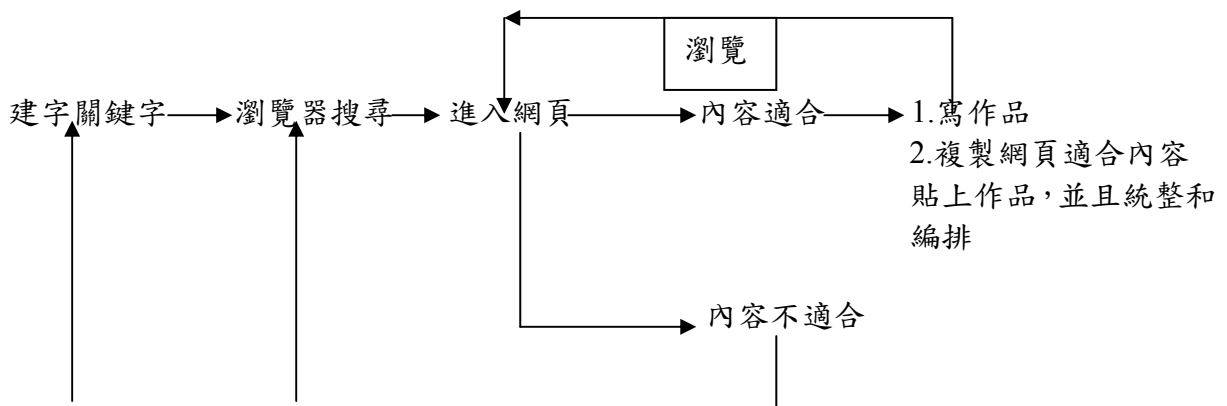 瀏覽
建字關鍵字
瀏覽器搜尋
進入網頁
內容適合
1.寫作品
2.複製網頁適合內容
貼上作品，並且統整和
編排
內容不適合